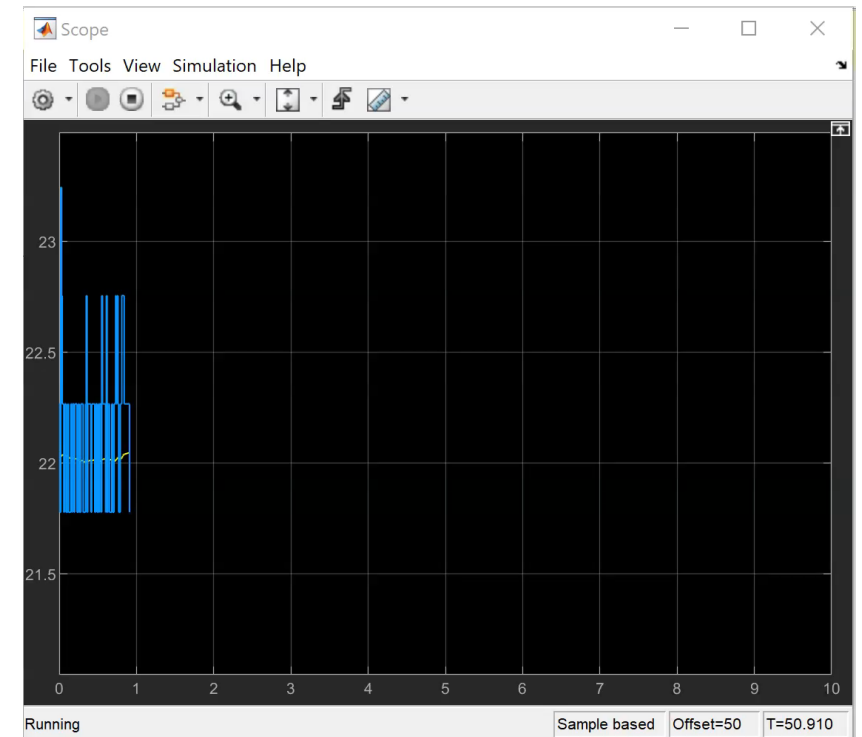 Scope
File Tools View Simulation Help
23
22.5
22
21.5
0 1 2 3 4 5 6 7 8 9 10
Running Sample based Offset=50 T=50.910